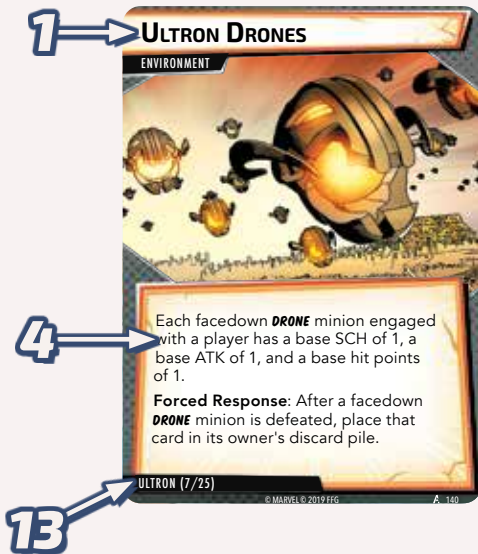 1
ULTRON DRONES
ENVIRONMENT
4
Each facedown DRONE minion engaged
with a player has a base SCH of 1, a
base ATK of 1, and a base hit points
of 1.
Forced Response: After a facedown
DRONE minion is defeated, place that
card in its owner's discard pile.
13
ULTRON (7/25)
© MARVEL © 2019 FFG
140